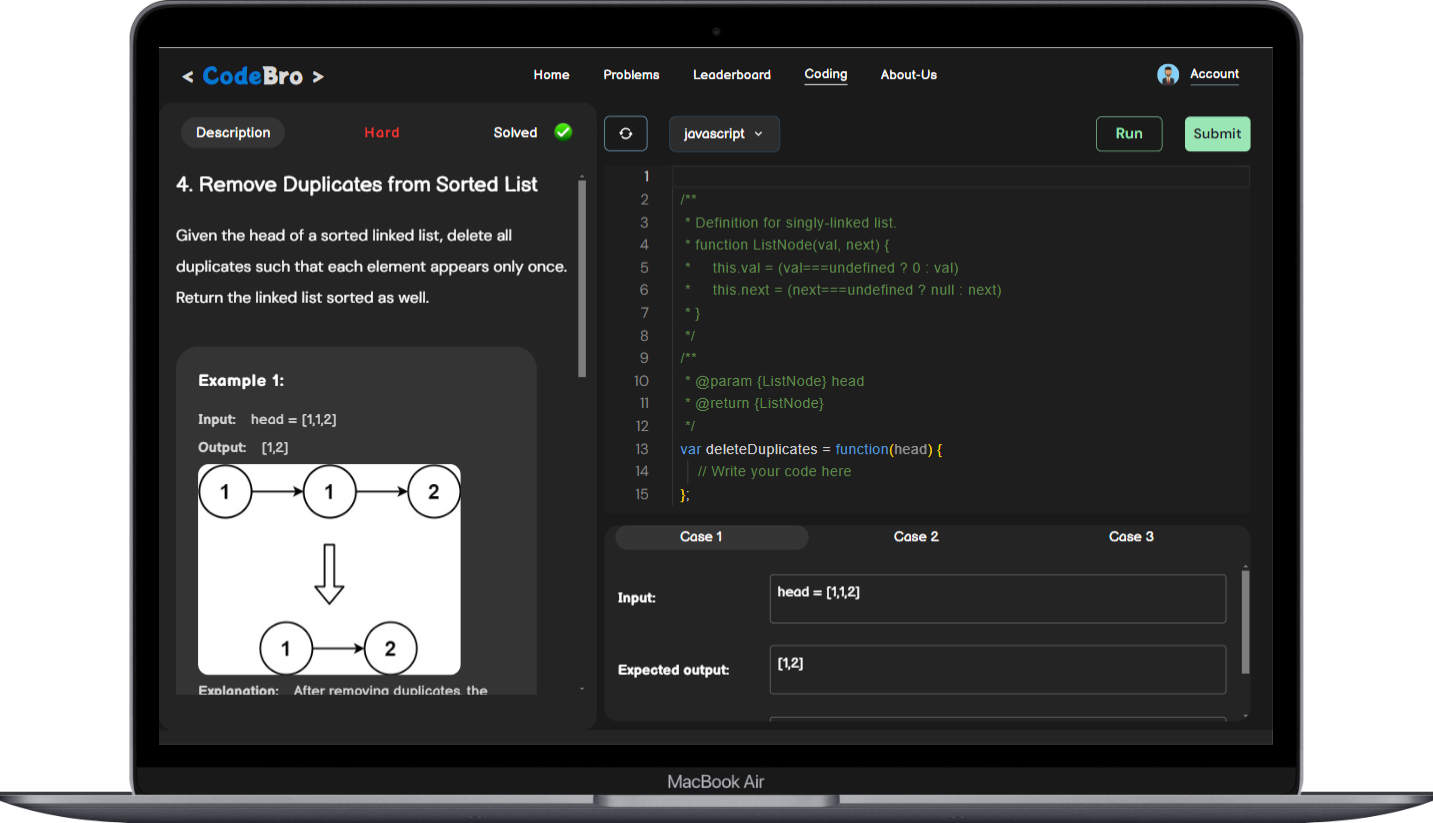 < CodeBro >
Home Problems Leaderboard Coding About-Us Account
Description Hard Solved
4. Remove Duplicates from Sorted List
Given the head of a sorted linked list, delete all
duplicates such that each element appears only once.
Return the linked list sorted as well.
Example 1:
Input: head = [1,1,2]
Output: [1,2]
1 1 2
1 2
Explanation: After removing duplicates, the
javascript Run Submit
1
2 /**
3 * Definition for singly-linked list.
4 * function ListNode(val, next) {
5 *     this.val = (val===undefined ? 0 : val)
6 *     this.next = (next===undefined ? null : next)
7 * }
8 */
9 /**
10 * @param {ListNode} head
11 * @return {ListNode}
12 */
13 var deleteDuplicates = function(head) {
14 // Write your code here
15 };
Case 1 Case 2 Case 3
Input: head = [1,1,2]
Expected output: [1,2]
MacBook Air